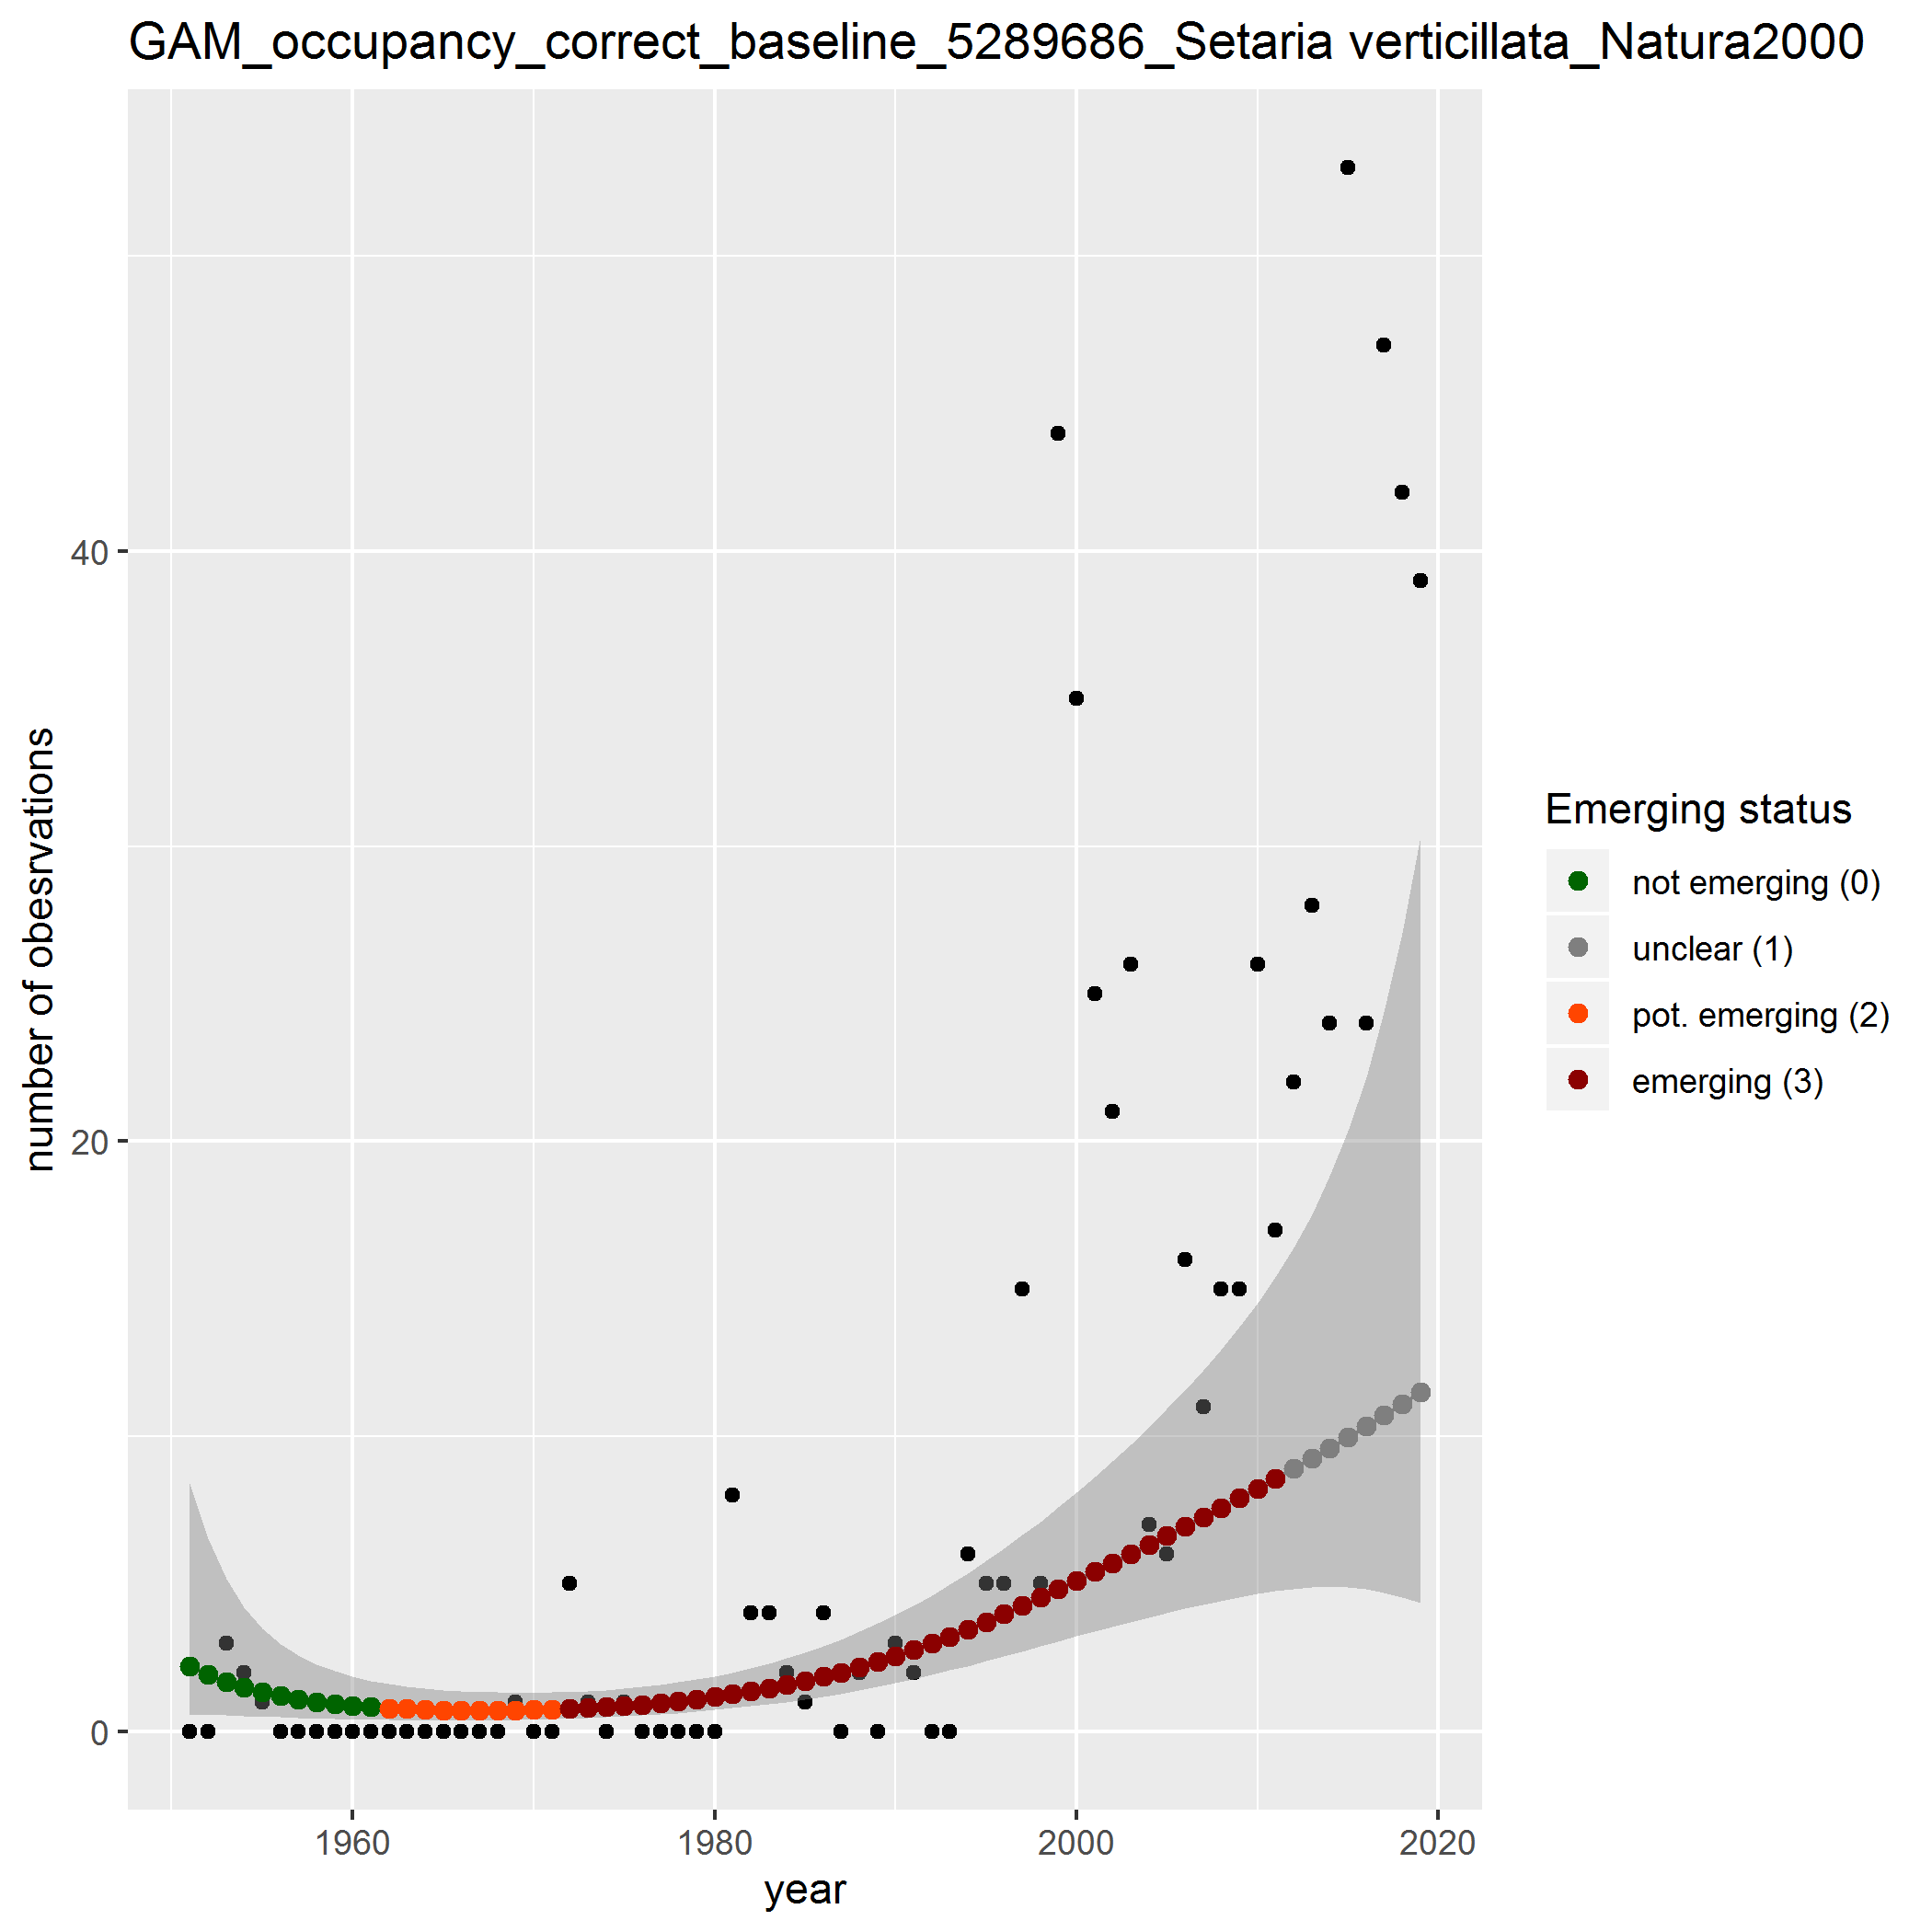 GAM_occupancy_correct_baseline_5289686_Setaria verticillata_Natura2000
number of obesrvations
40
20
0
1960 1980 2000 2020
year
Emerging status
not emerging (0)
unclear (1)
pot. emerging (2)
emerging (3)